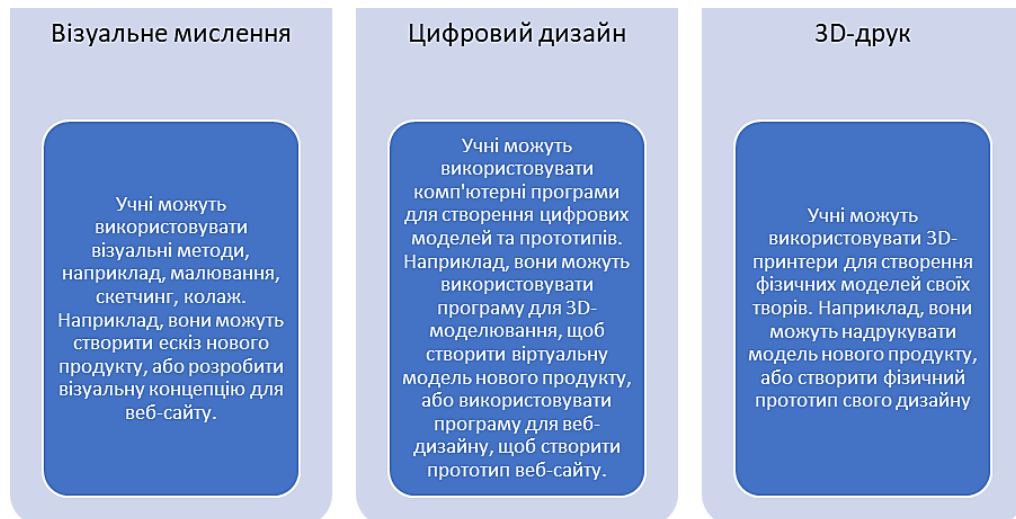 Візуальне мислення
Учні можуть
використовувати
візуальні методи,
наприклад, малювання,
скетчинг, колаж.
Наприклад, вони можуть
створити ескіз нового
продукту, або розробити
візуальну концепцію для
веб-сайту.
Цифровий дизайн
Учні можуть
використовувати
комп'ютерні програми
для створення цифрових
моделей та прототипів.
Наприклад, вони можуть
використовувати
програму для 3D-
моделювання, щоб
створити віртуальну
модель нового продукту,
або використовувати
програму для веб-
дизайну, щоб створити
прототип веб-сайту.
3D-друк
Учні можуть
використовувати 3D-
принтери для створення
фізичних моделей своїх
творів. Наприклад, вони
можуть надрукувати
модель нового продукту,
або створити фізичний
прототип свого дизайну